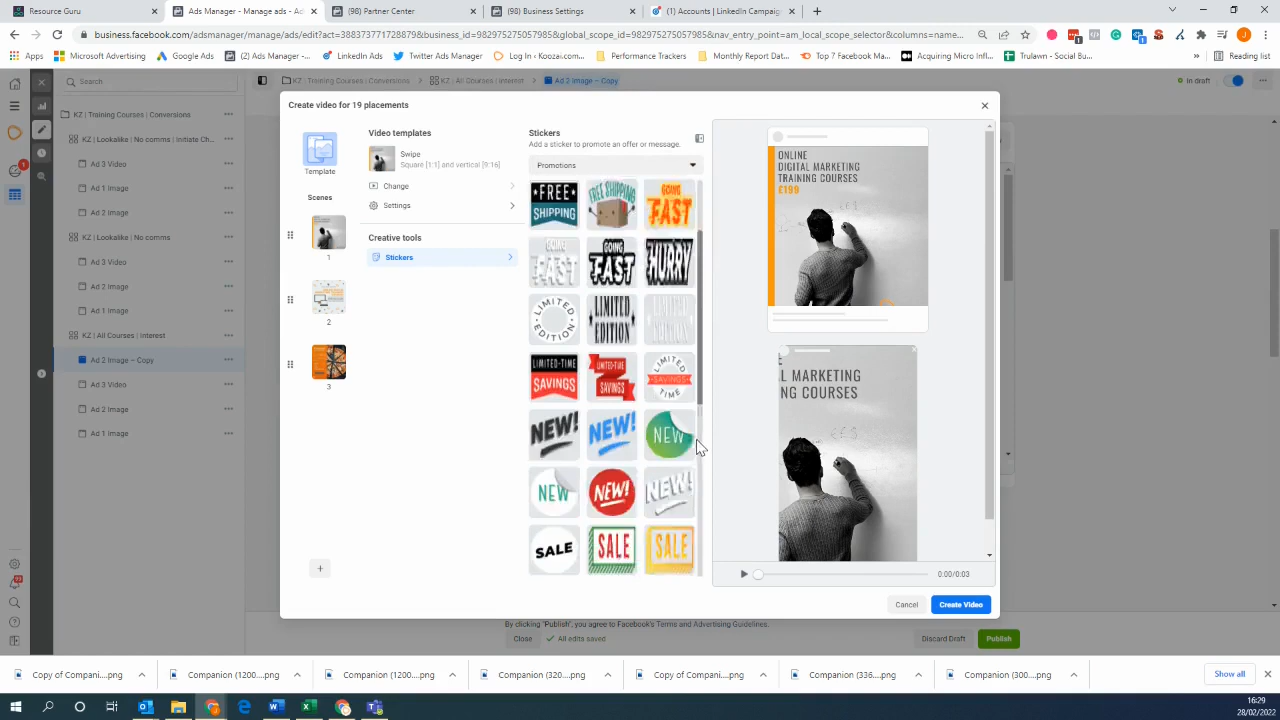 Resource Guru
Ads Manager - Manage ads - Ads
(98) Partner Center
(98) Business Settings
(1) Accounts | LinkedIn Campaign
business.facebook.com/adsmanager/manage/ads/edit?act=388373771728879&business_id=982975275057985&global_scope_id=982975275057985&nav_entry_point=am_local_scope_selector&columns=name...
Apps
Microsoft Advertising
Google Ads
(2) Ads Manager -...
LinkedIn Ads
Twitter Ads Manager
Log In ‹ Koozai.com...
Performance Trackers
Monthly Report Dat...
Top 7 Facebook Ma...
Acquiring Micro Infl...
Trulawn - Social Bu...
»
Reading list
Search
KZ | Training Courses | Conversions
KZ | Lookalike | No comms | Initiate Ch...
Ad 3 Video
Ad 1 Image
Ad 2 Image
KZ | Lookalike | No comms
Ad 3 Video
Ad 1 Image
Ad 2 Image
KZ | All Courses | Interest
Ad 2 Image – Copy
Ad 3 Video
Ad 2 Image
Ad 1 Image
KZ | Training Courses | Conversions
KZ | All Courses | Interest
Ad 2 Image – Copy
In draft
Create video for 19 placements
Template
Scenes
1
2
3
+
Video templates
Swipe
Square [1:1] and vertical [9:16]
Change
Settings
Creative tools
Stickers
Stickers
Add a sticker to promote an offer or message.
Promotions
FREE
SHIPPING
FREE SHIPPING
GOING
FAST
GOING
FAST
GOING
FAST
HURRY
LIMITED
EDITION
LIMITED
EDITION
LIMITED
EDITION
LIMITED-TIME
SAVINGS
LIMITED-TIME
SAVINGS
LIMITED
SAVINGS
TIME
NEW!
NEW!
NEW
NEW
NEW!
NEW!
SALE
SALE
SALE
ONLINE
DIGITAL MARKETING
TRAINING COURSES
£199
L MARKETING
NG COURSES
0:00/0:03
Cancel
Create Video
By clicking "Publish", you agree to Facebook's Terms and Advertising Guidelines.
Close
All edits saved
Discard Draft
Publish
Copy of Compani....png
Companion (1200....png
Companion (1200....png
Companion (320....png
Copy of Compani....png
Companion (336....png
Companion (300....png
Show all
16:29
28/02/2022